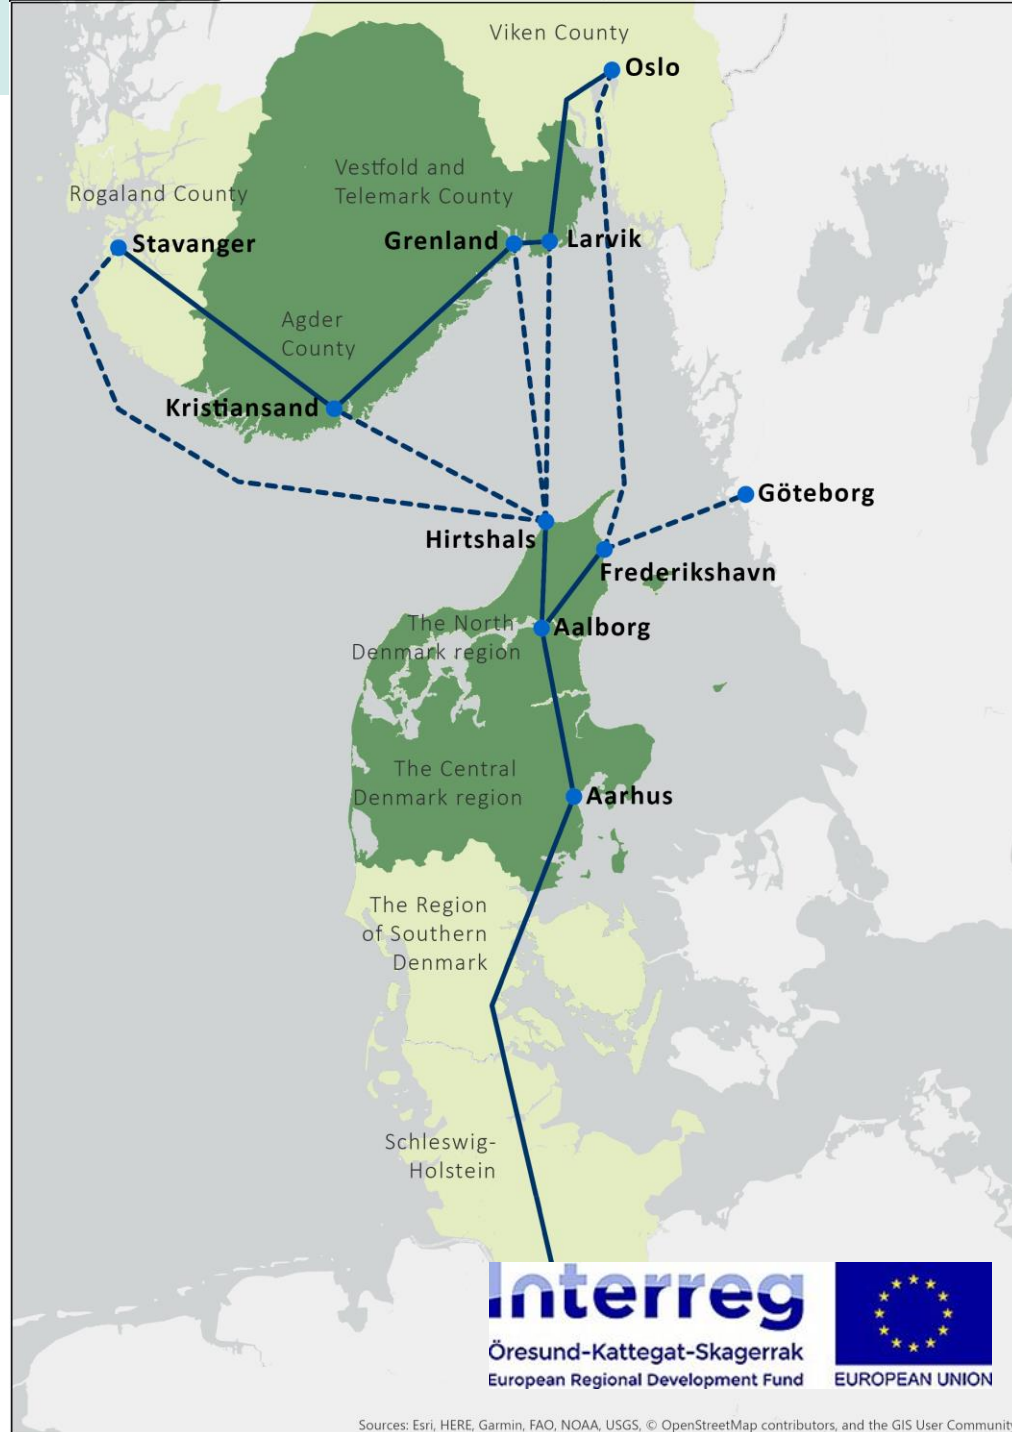 Viken County
Oslo
Vestfold and
Telemark County
Rogaland County
Stavanger
Grenland
Larvik
Agder
County
Kristiansand
Göteborg
Hirtshals
Frederikshavn
The North
Denmark region
Aalborg
The Central
Denmark region
Aarhus
The Region
of Southern
Denmark
Schleswig-
Holstein
Interreg
Öresund-Kattegat-Skagerrak
European Regional Development Fund
EUROPEAN UNION
Sources: Esri, HERE, Garmin, FAO, NOAA, USGS, © OpenStreetMap contributors, and the GIS User Community